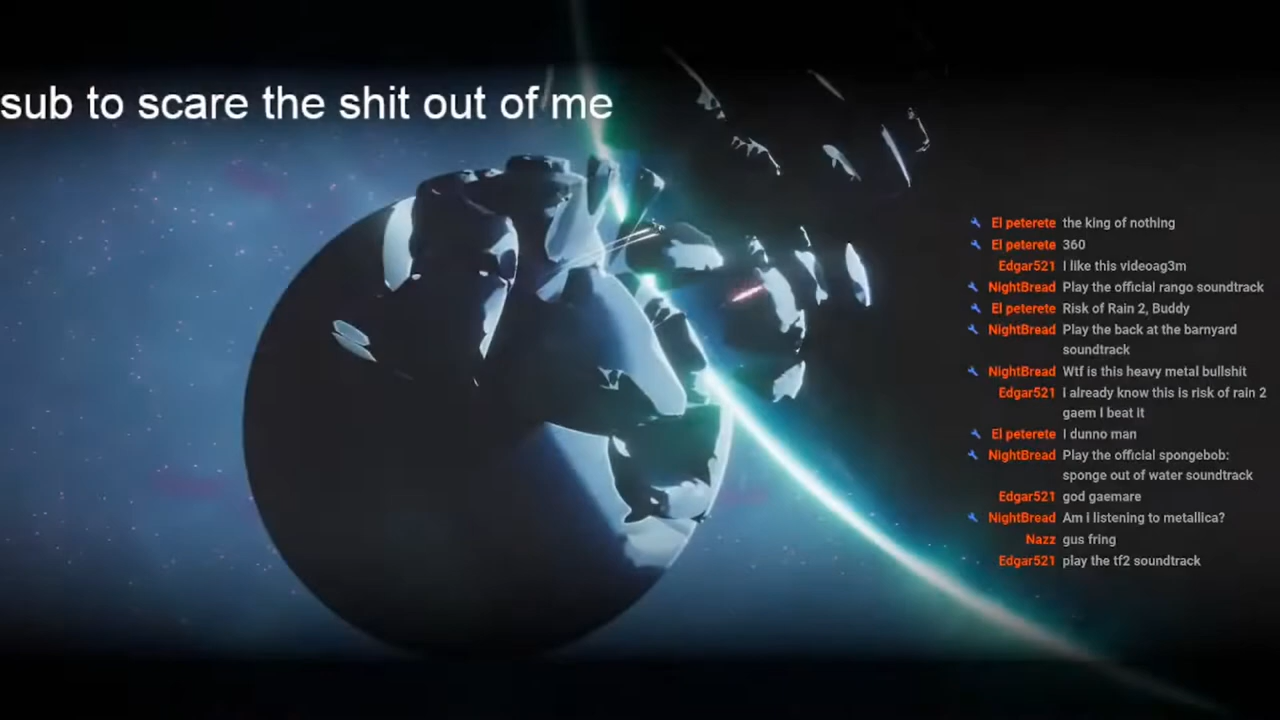 sub to scare the shit out of me
El peterete the king of nothing
El peterete 360
Edgar521 I like this videoag3m
NightBread Play the official rango soundtrack
El peterete Risk of Rain 2, Buddy
NightBread Play the back at the barnyard
soundtrack
NightBread Wtf is this heavy metal bullshit
Edgar521 I already know this is risk of rain 2
gaem I beat it
El peterete I dunno man
NightBread Play the official spongebob:
sponge out of water soundtrack
Edgar521 god gaemare
NightBread Am i listening to metallica?
Nazz gus fring
Edgar521 play the tf2 soundtrack